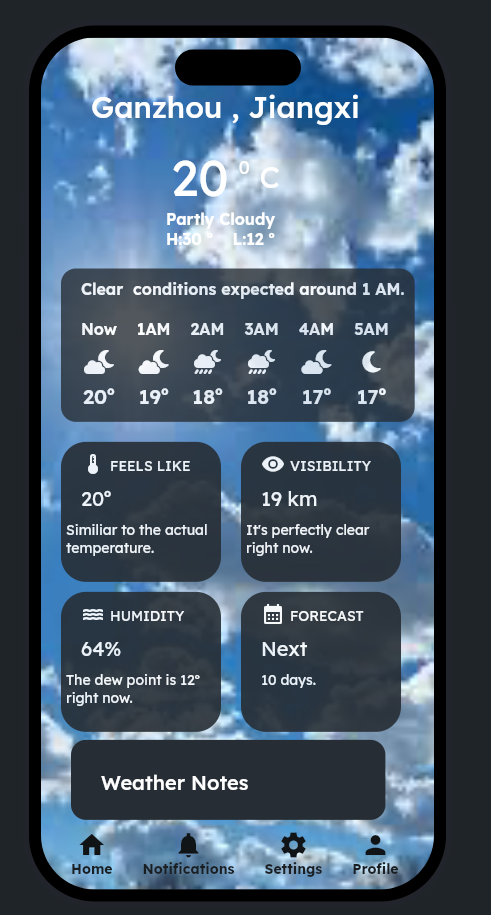 Ganzhou , Jiangxi
20 ° C
Partly Cloudy
H:30 ° L:12 °
Clear conditions expected around 1 AM.
Now 1AM 2AM 3AM 4AM 5AM
20° 19° 18° 18° 17° 17°
FEELS LIKE
20°
Similiar to the actual
temperature.
VISIBILITY
19 km
It's perfectly clear
right now.
HUMIDITY
64%
The dew point is 12°
right now.
FORECAST
Next
10 days.
Weather Notes
Home Notifications Settings Profile